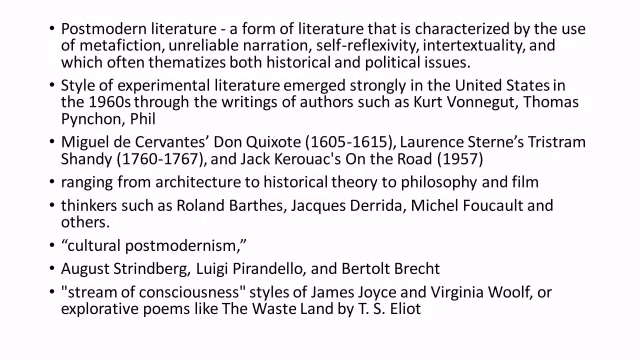 • Postmodern literature - a form of literature that is characterized by the use
of metafiction, unreliable narration, self-reflexivity, intertextuality, and
which often thematizes both historical and political issues.
• Style of experimental literature emerged strongly in the United States in
the 1960s through the writings of authors such as Kurt Vonnegut, Thomas
Pynchon, Phil
• Miguel de Cervantes’ Don Quixote (1605-1615), Laurence Sterne’s Tristram
Shandy (1760-1767), and Jack Kerouac's On the Road (1957)
• ranging from architecture to historical theory to philosophy and film
• thinkers such as Roland Barthes, Jacques Derrida, Michel Foucault and
others.
• “cultural postmodernism,”
• August Strindberg, Luigi Pirandello, and Bertolt Brecht
• "stream of consciousness" styles of James Joyce and Virginia Woolf, or
explorative poems like The Waste Land by T. S. Eliot